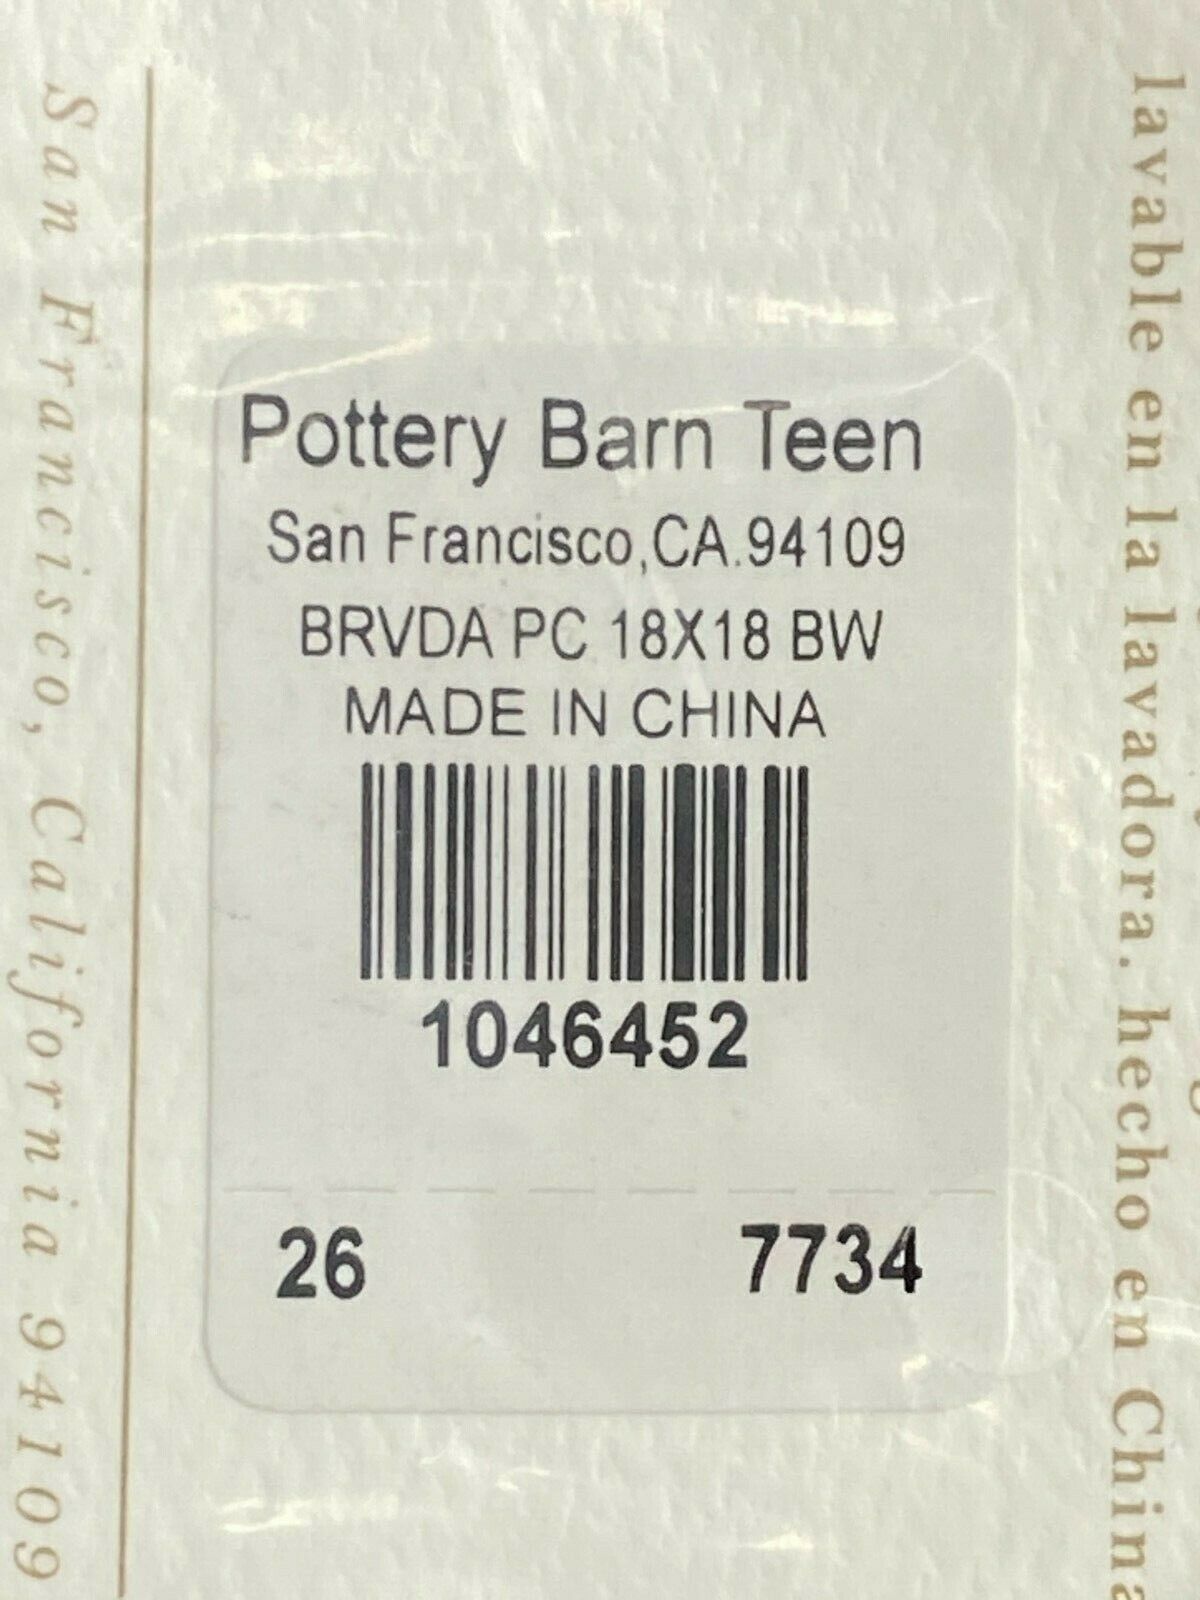 San Francisco, California 94109
Pottery Barn Teen
San Francisco,CA.94109
BRVDA PC 18X18 BW
MADE IN CHINA
1046452
26 7734
lavable en la lavadora. hecho en China